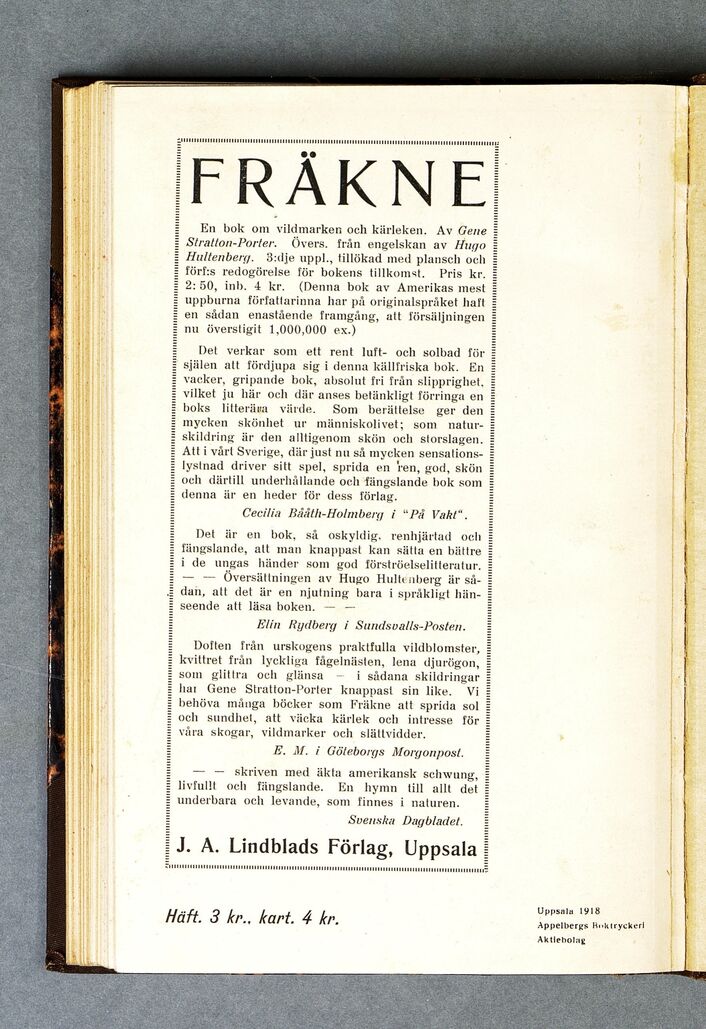 FRÄKNE
En bok om vildmarken och kärleken. Av Gene
Stratton-Porter. Övers. från engelskan av Hugo
Hultenberg. 3:dje uppl., tillökad med plansch och
förf:s redogörelse för bokens tillkomst. Pris kr.
2: 50, inb. 4 kr. (Denna bok av Amerikas mest
uppburna författarinna har på originalspråket haft
en sådan enastående framgång, att försäljningen
nu överstigit 1,000,000 ex.)
Det verkar som ett rent luft- och solbad för
själen att fördjupa sig i denna källfriska bok. En
vacker, gripande bok, absolut fri från slipprighet,
vilket ju här och där anses betänkligt förringa en
boks litterära värde. Som berättelse ger den
mycken skönhet ur människolivet; som natur-
skildring är den alltigenom skön och storslagen.
Att i vårt Sverige, där just nu så mycken sensations-
lystnad driver sitt spel, sprida en ren, god, skön
och därtill underhållande och fängslande bok som
denna är en heder för dess förlag.
Cecilia Bååth-Holmberg i “På Vakt“.
Det är en bok, så oskyldig. renhjärtad och
fängslande, att man knappast kan sätta en bättre
i de ungas händer som god förströelselitteratur.
— — Översättningen av Hugo Hultenberg är så-
dan, att det är en njutning bara i språkligt hän-
seende att läsa boken. — —
Elin Rydberg i Sundsvalls-Posten.
Doften från urskogens praktfulla vildblomster,
kvittret från lyckliga fågelnästen, lena djurögon,
som glittra och glänsa — i sådana skildringar
har Gene Stratton-Porter knappast sin like. Vi
behöva många böcker som Fräkne att sprida sol
och sundhet, att väcka kärlek och intresse för
våra skogar, vildmarker och slättvidder.
E. M. i Göteborgs Morgonpost.
— — skriven med äkta amerikansk schwung,
livfullt och fängslande. En hymn till allt det
underbara och levande, som finnes i naturen.
Svenska Dagbladet.
J. A. Lindblads Förlag, Uppsala
Häft. 3 kr., kart. 4 kr.
Uppsala 1918
Appelbergs Boktryckeri
Aktiebolag